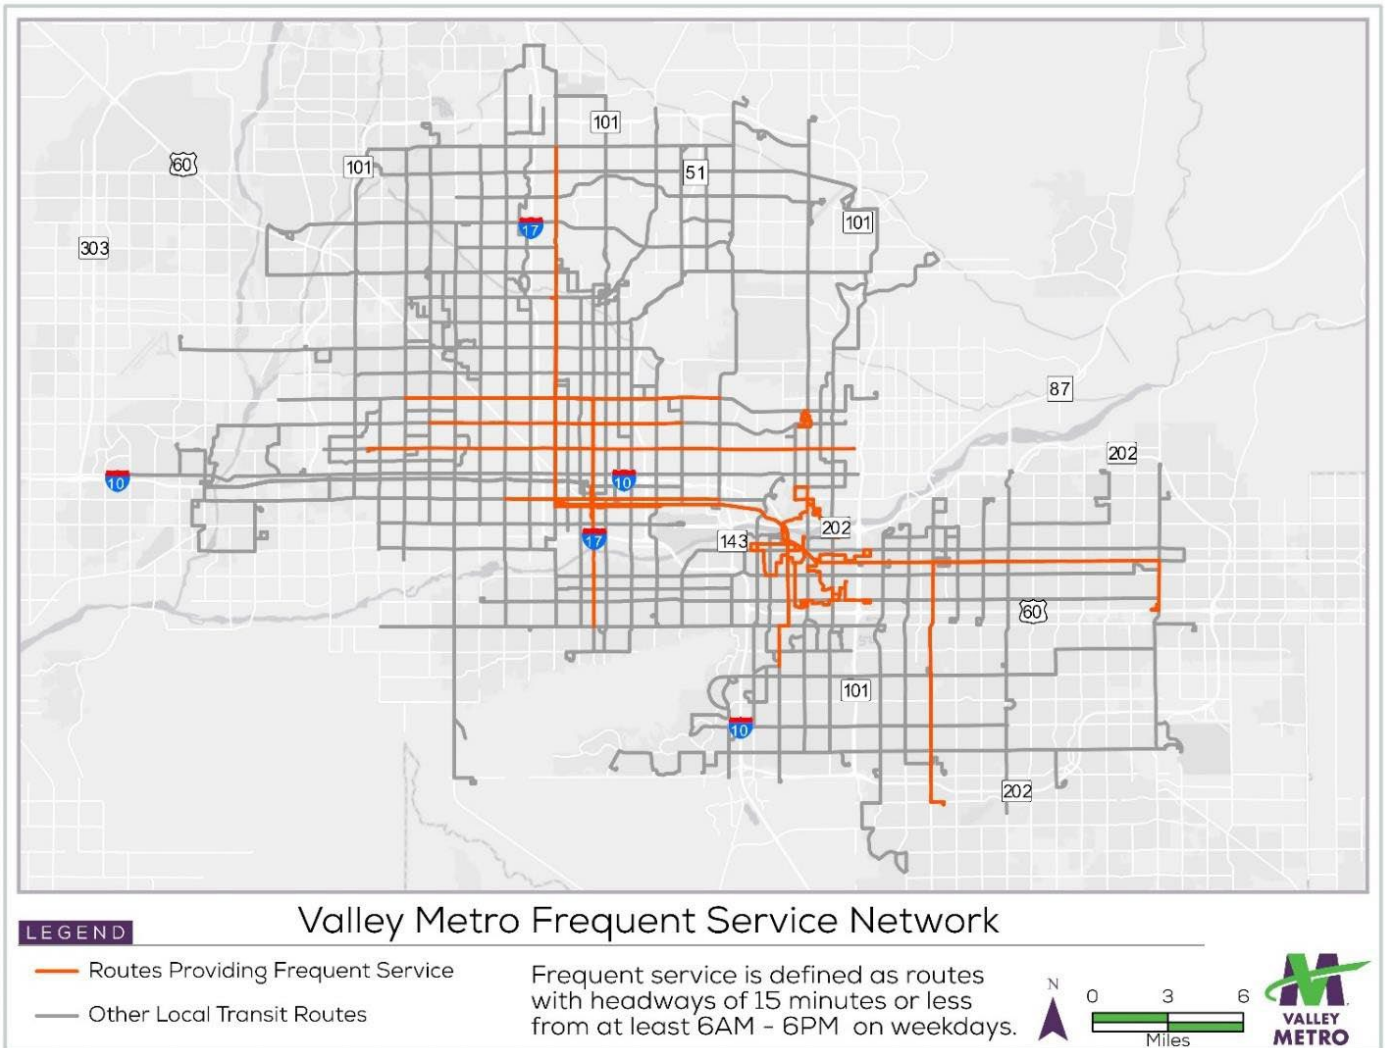 101
51
60
101
101
17
303
87
202
10
10
202
143
17
60
101
10
202
Valley Metro Frequent Service Network
LEGEND
Routes Providing Frequent Service
Other Local Transit Routes
Frequent service is defined as routes
with headways of 15 minutes or less
from at least 6AM - 6PM on weekdays.
N
0 3 6
Miles
VALLEY
METRO